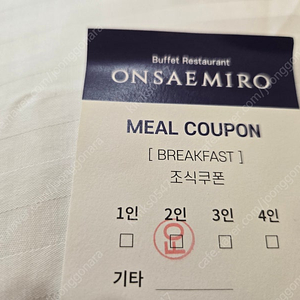 Buffet Restaurant
ONSAEMIRO
MEAL COUPON
[ BREAKFAST ]
조식쿠폰
1인 2인 3인 4인
□ □ □ □
기타